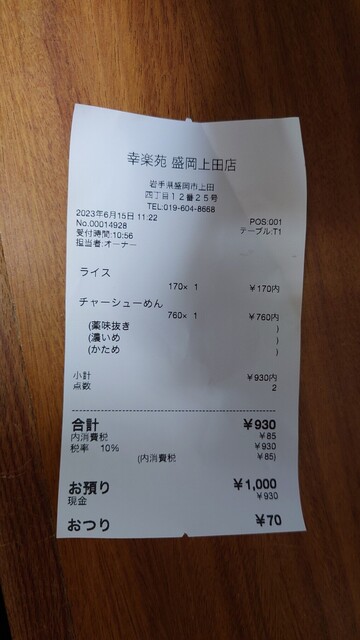 幸楽苑 盛岡上田店
岩手県盛岡市上田
四丁目１２番２５号
TEL:019-604-8668
2023年6月15日 11:22 POS:001
No.00014928 テーブル:T1
受付時間:10:56
担当者:オーナー
ライス
170× 1 ¥170内
チャーシューめん
760× 1 ¥760内
(薬味抜き )
(濃いめ )
(かため )
小計 ¥930内
点数 2
合計 ¥930
内消費税 ¥85
税率 10% ¥930
(内消費税 ¥85)
お預り ¥1,000
現金 ¥930
おつり ¥70